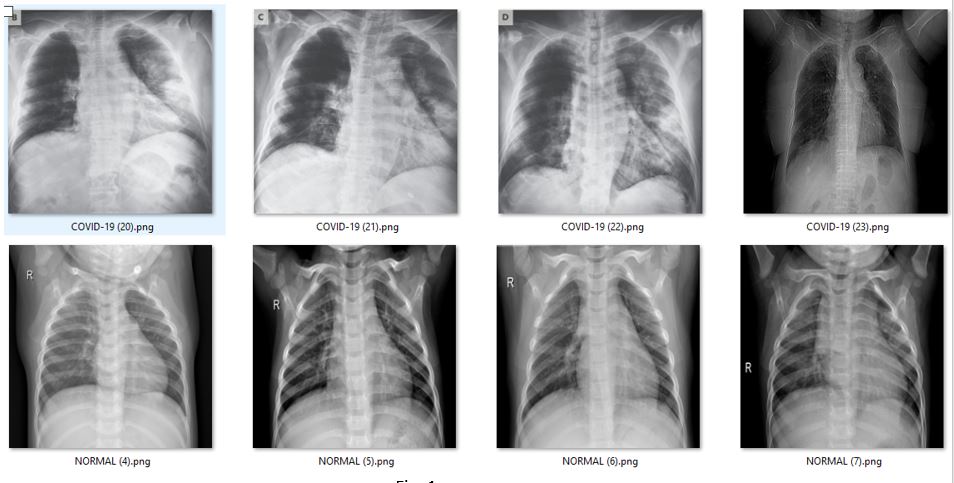 B
C
D
COVID-19 (20).png
COVID-19 (21).png
COVID-19 (22).png
COVID-19 (23).png
R
R
R
R
NORMAL (4).png
NORMAL (5).png
NORMAL (6).png
NORMAL (7).png